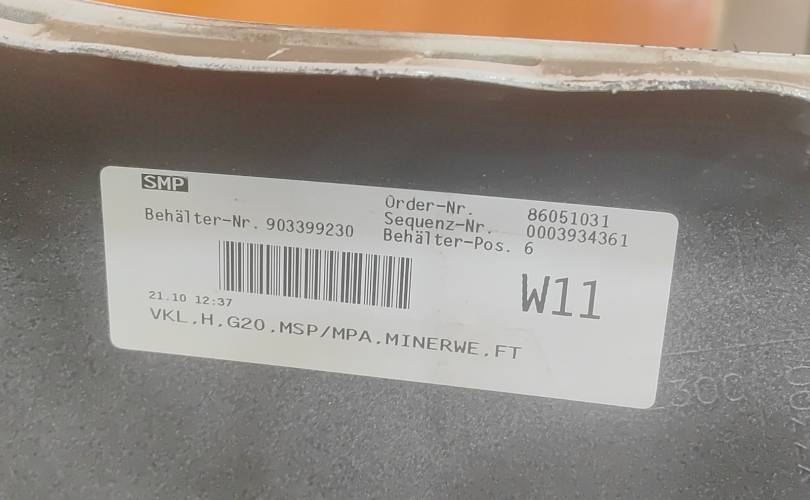 SMP
Order-Nr. 86051031
Behälter-Nr. 903399230
Sequenz-Nr. 0003934361
Behälter-Pos. 6
W11
21.10 12:37
VKL.H.G20.MSP/MPA.MINERWE.FT